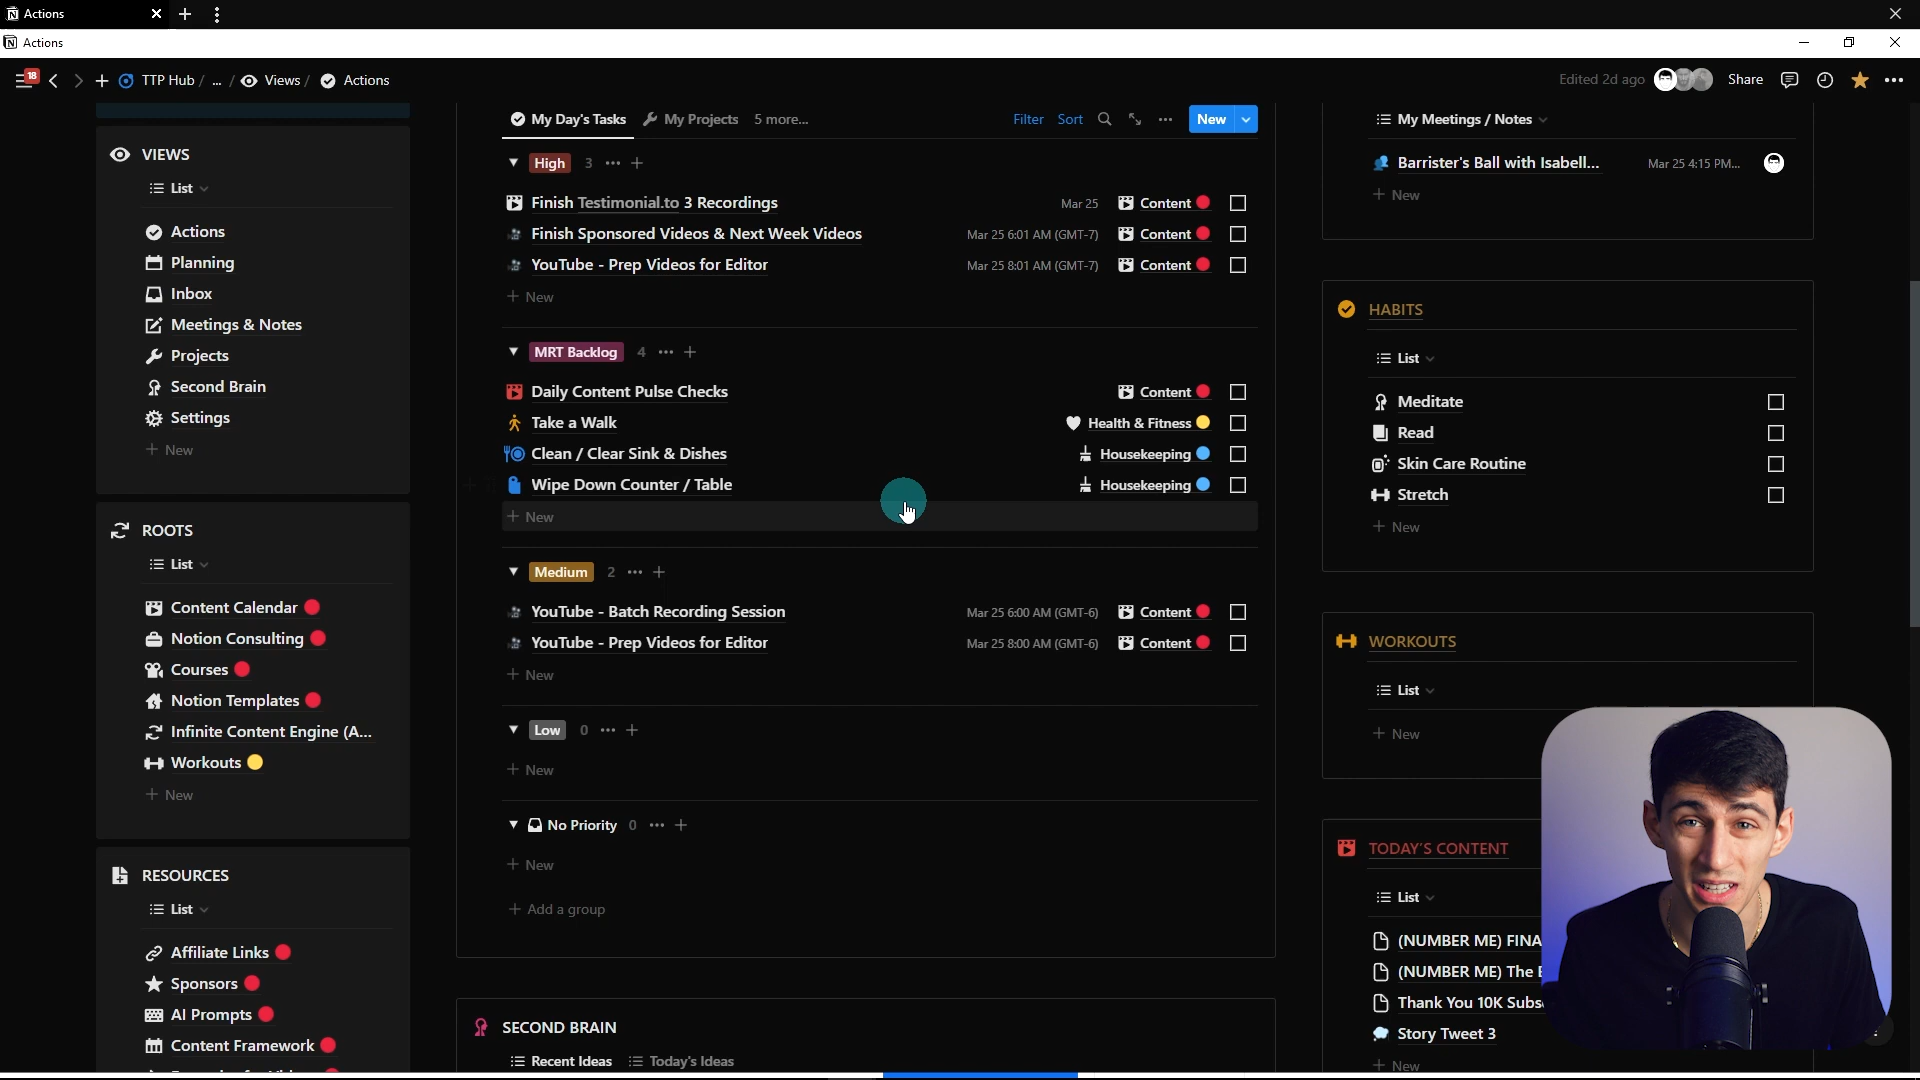 Actions
Actions
18
TTP Hub / ... / Views / Actions
Edited 2d ago
Share
VIEWS
List
Actions
Planning
Inbox
Meetings & Notes
Projects
Second Brain
Settings
New
ROOTS
List
Content Calendar
Notion Consulting
Courses
Notion Templates
Infinite Content Engine (A...
Workouts
New
RESOURCES
List
Affiliate Links
Sponsors
AI Prompts
Content Framework
My Day's Tasks My Projects 5 more...
Filter Sort New
High 3
Finish Testimonial.to 3 Recordings Mar 25 Content
Finish Sponsored Videos & Next Week Videos Mar 25 6:01 AM (GMT-7) Content
YouTube - Prep Videos for Editor Mar 25 8:01 AM (GMT-7) Content
New
MRT Backlog 4
Daily Content Pulse Checks Content
Take a Walk Health & Fitness
Clean / Clear Sink & Dishes Housekeeping
Wipe Down Counter / Table Housekeeping
New
Medium 2
YouTube - Batch Recording Session Mar 25 6:00 AM (GMT-6) Content
YouTube - Prep Videos for Editor Mar 25 8:00 AM (GMT-6) Content
New
Low 0
New
No Priority 0
New
Add a group
SECOND BRAIN
Recent Ideas Today's Ideas
My Meetings / Notes
Barrister's Ball with Isabell... Mar 25 4:15 PM...
New
HABITS
List
Meditate
Read
Skin Care Routine
Stretch
New
WORKOUTS
List
New
TODAY'S CONTENT
List
(NUMBER ME) FINA
(NUMBER ME) The
Thank You 10K Subs
Story Tweet 3
New